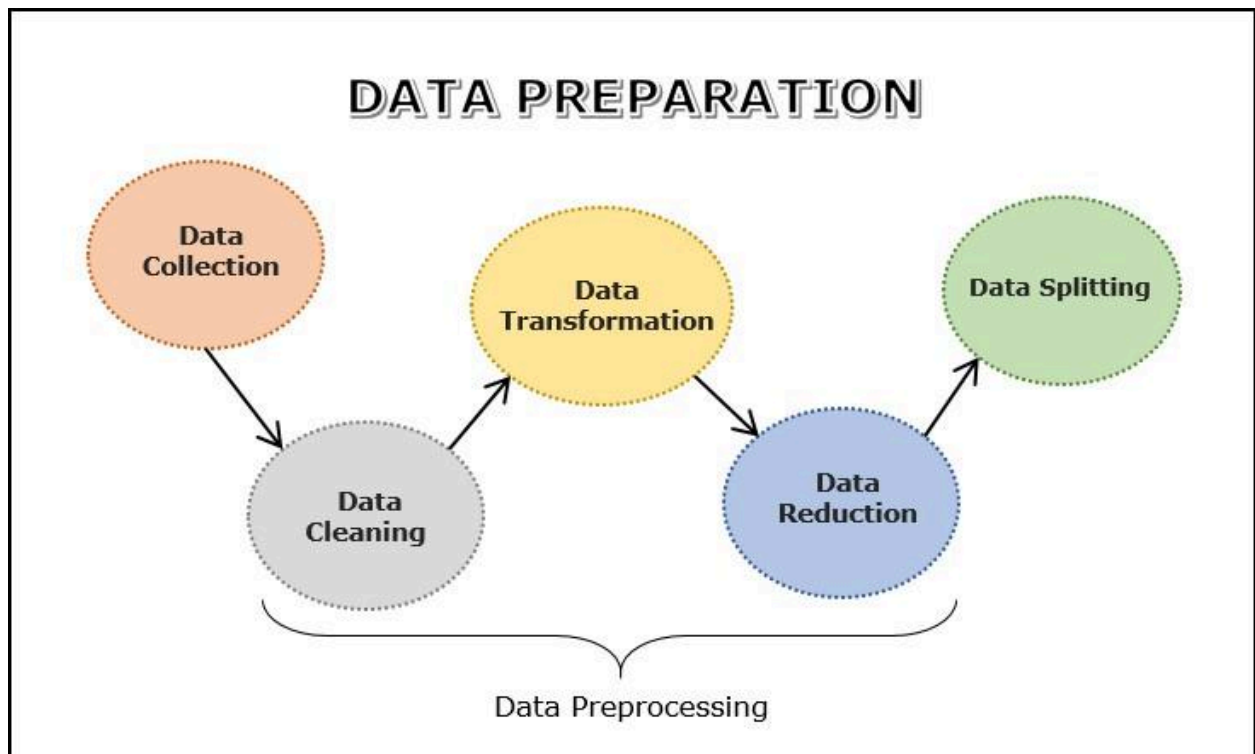 DATA PREPARATION
Data
Collection
Data
Cleaning
Data
Transformation
Data
Reduction
Data Splitting
Data Preprocessing